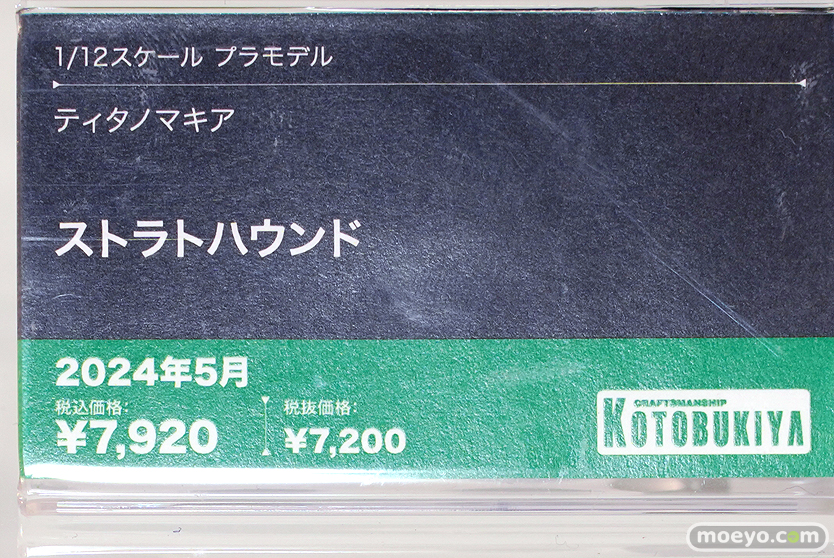 1/12スケール プラモデル
ティタノマキア
ストラトハウンド
2024年5月
税込価格: 税抜価格:
¥7,920 ¥7,200
CRAFTSMANSHIP
KOTOBUKIYA
moeyo.com